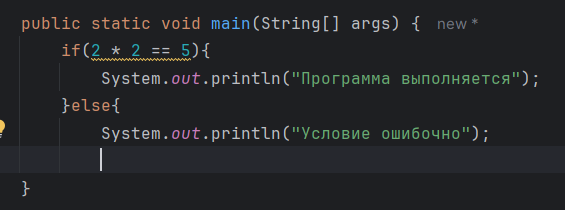 public static void main(String[] args) { new *
if(2 * 2 == 5){
System.out.println("Программа выполняется");
}else{
System.out.println("Условие ошибочно");
}